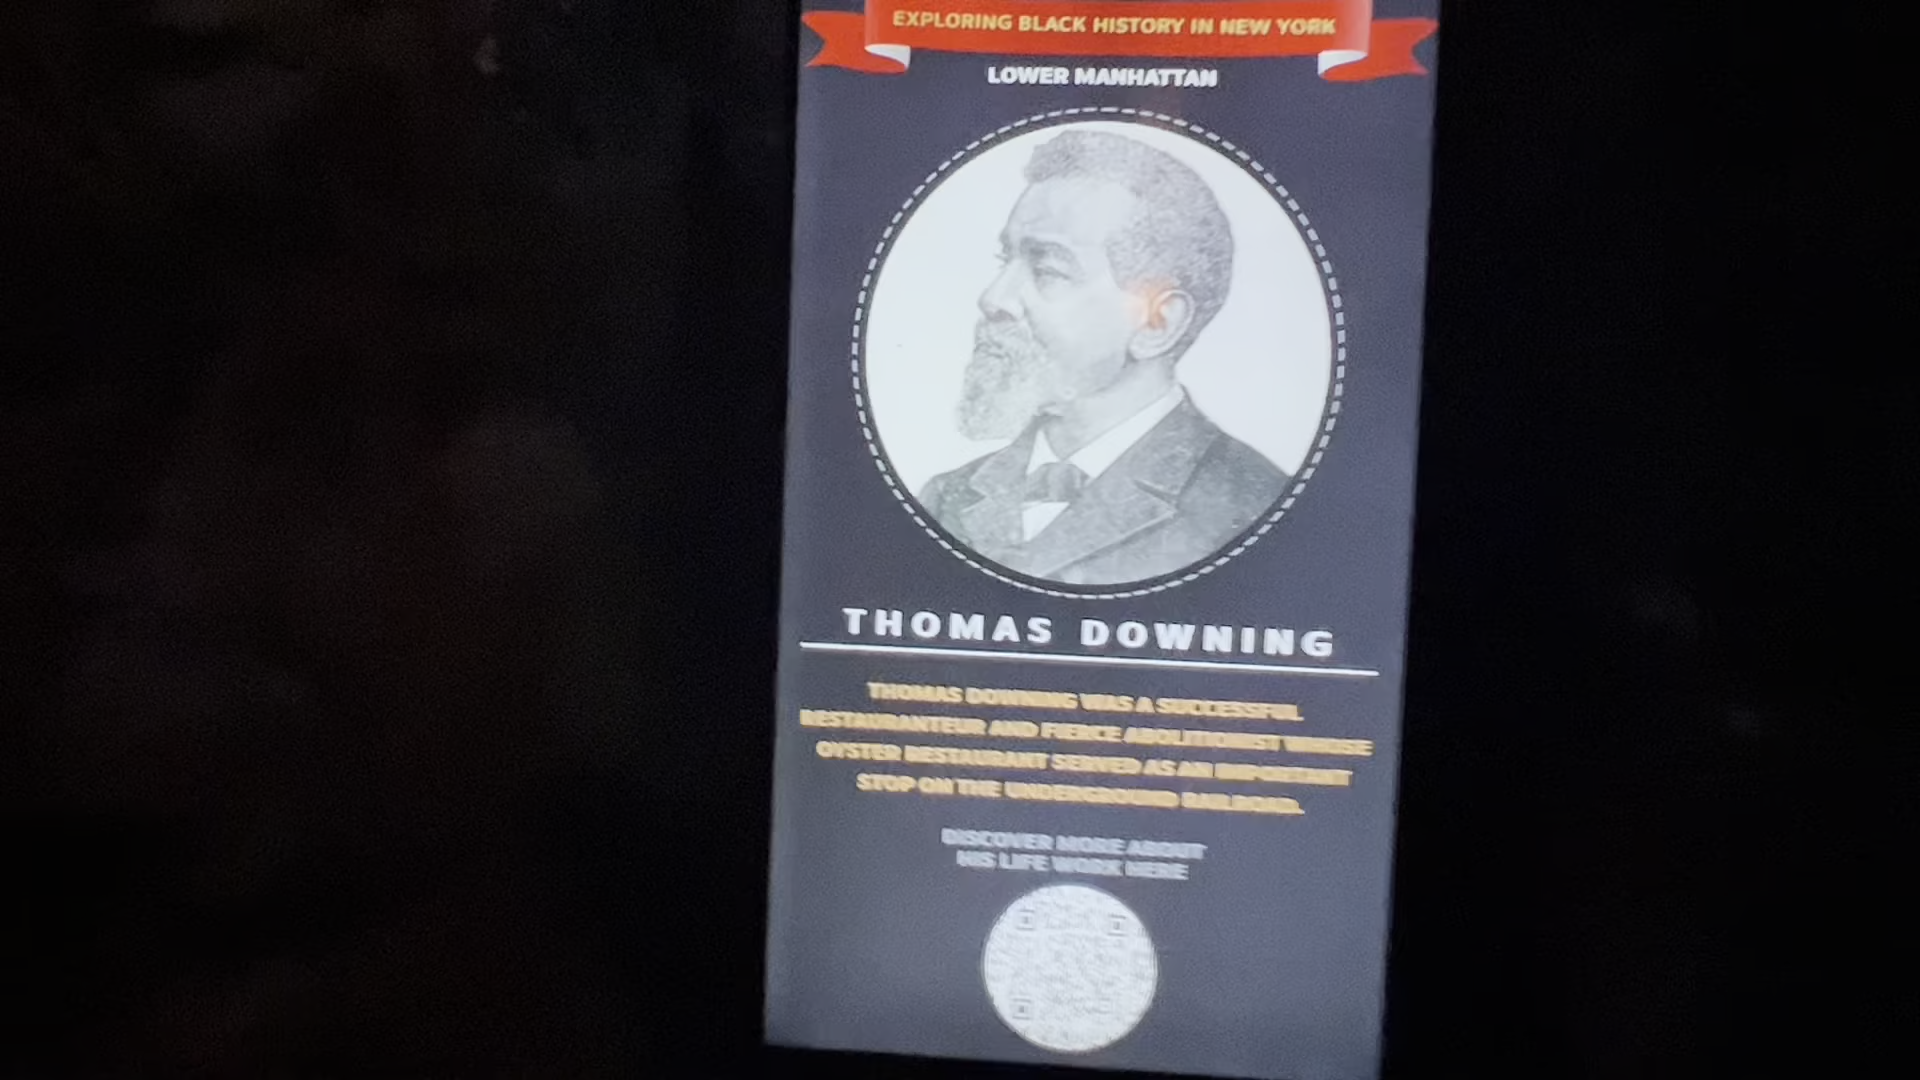 EXPLORING BLACK HISTORY IN NEW YORK
LOWER MANHATTAN
THOMAS DOWNING
THOMAS DOWNING WAS A SUCCESSFUL
RESTAURANTEUR AND FIERCE ABOLITIONIST WHOSE
OYSTER RESTAURANT SERVED AS AN IMPORTANT
STOP ON THE UNDERGROUND RAILROAD.
DISCOVER MORE ABOUT
HIS LIFE WORK HERE